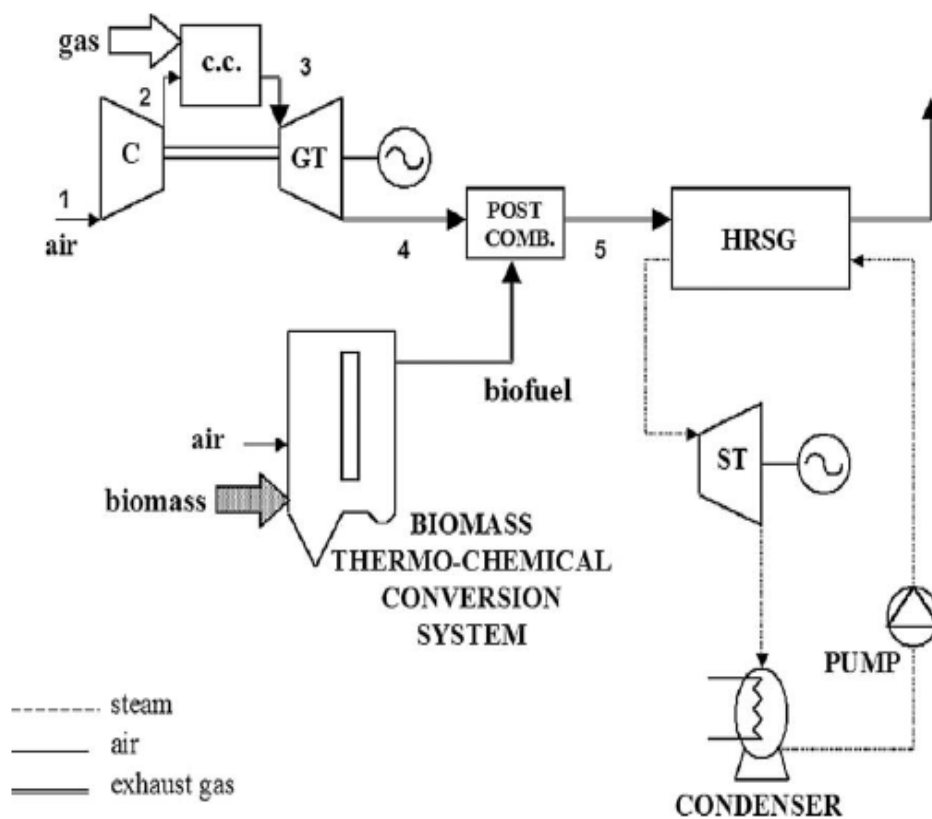 gas
c.c.
3
2
C
GT
1
air
4
POST
COMB.
5
HRSG
biofuel
air
biomass
ST
BIOMASS
THERMO-CHEMICAL
CONVERSION
SYSTEM
PUMP
steam
air
exhaust gas
CONDENSER